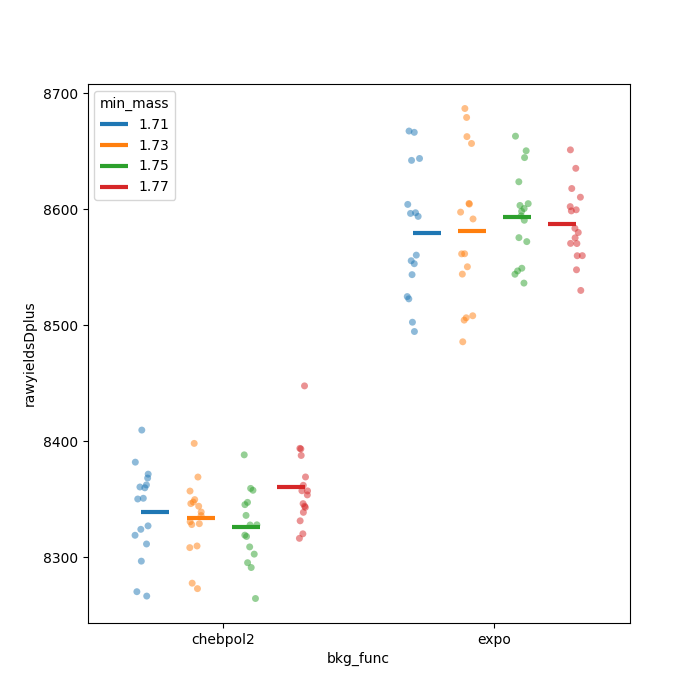 min_mass
1.71
1.73
1.75
1.77
8700
8600
8500
8400
8300
rawyieldsDplus
chebpol2
expo
bkg_func